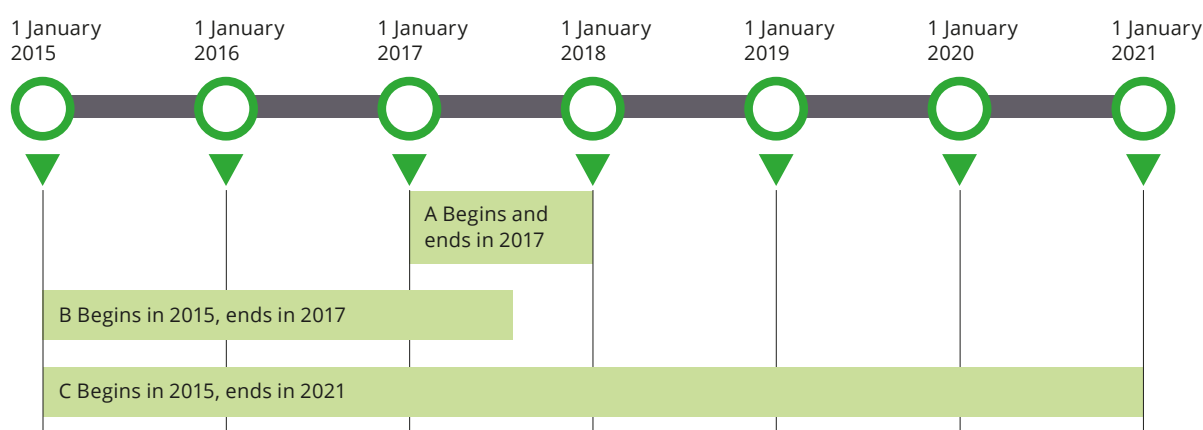 1 January
2015
1 January
2016
1 January
2017
1 January
2018
1 January
2019
1 January
2020
1 January
2021
A Begins and
ends in 2017
B Begins in 2015, ends in 2017
C Begins in 2015, ends in 2021